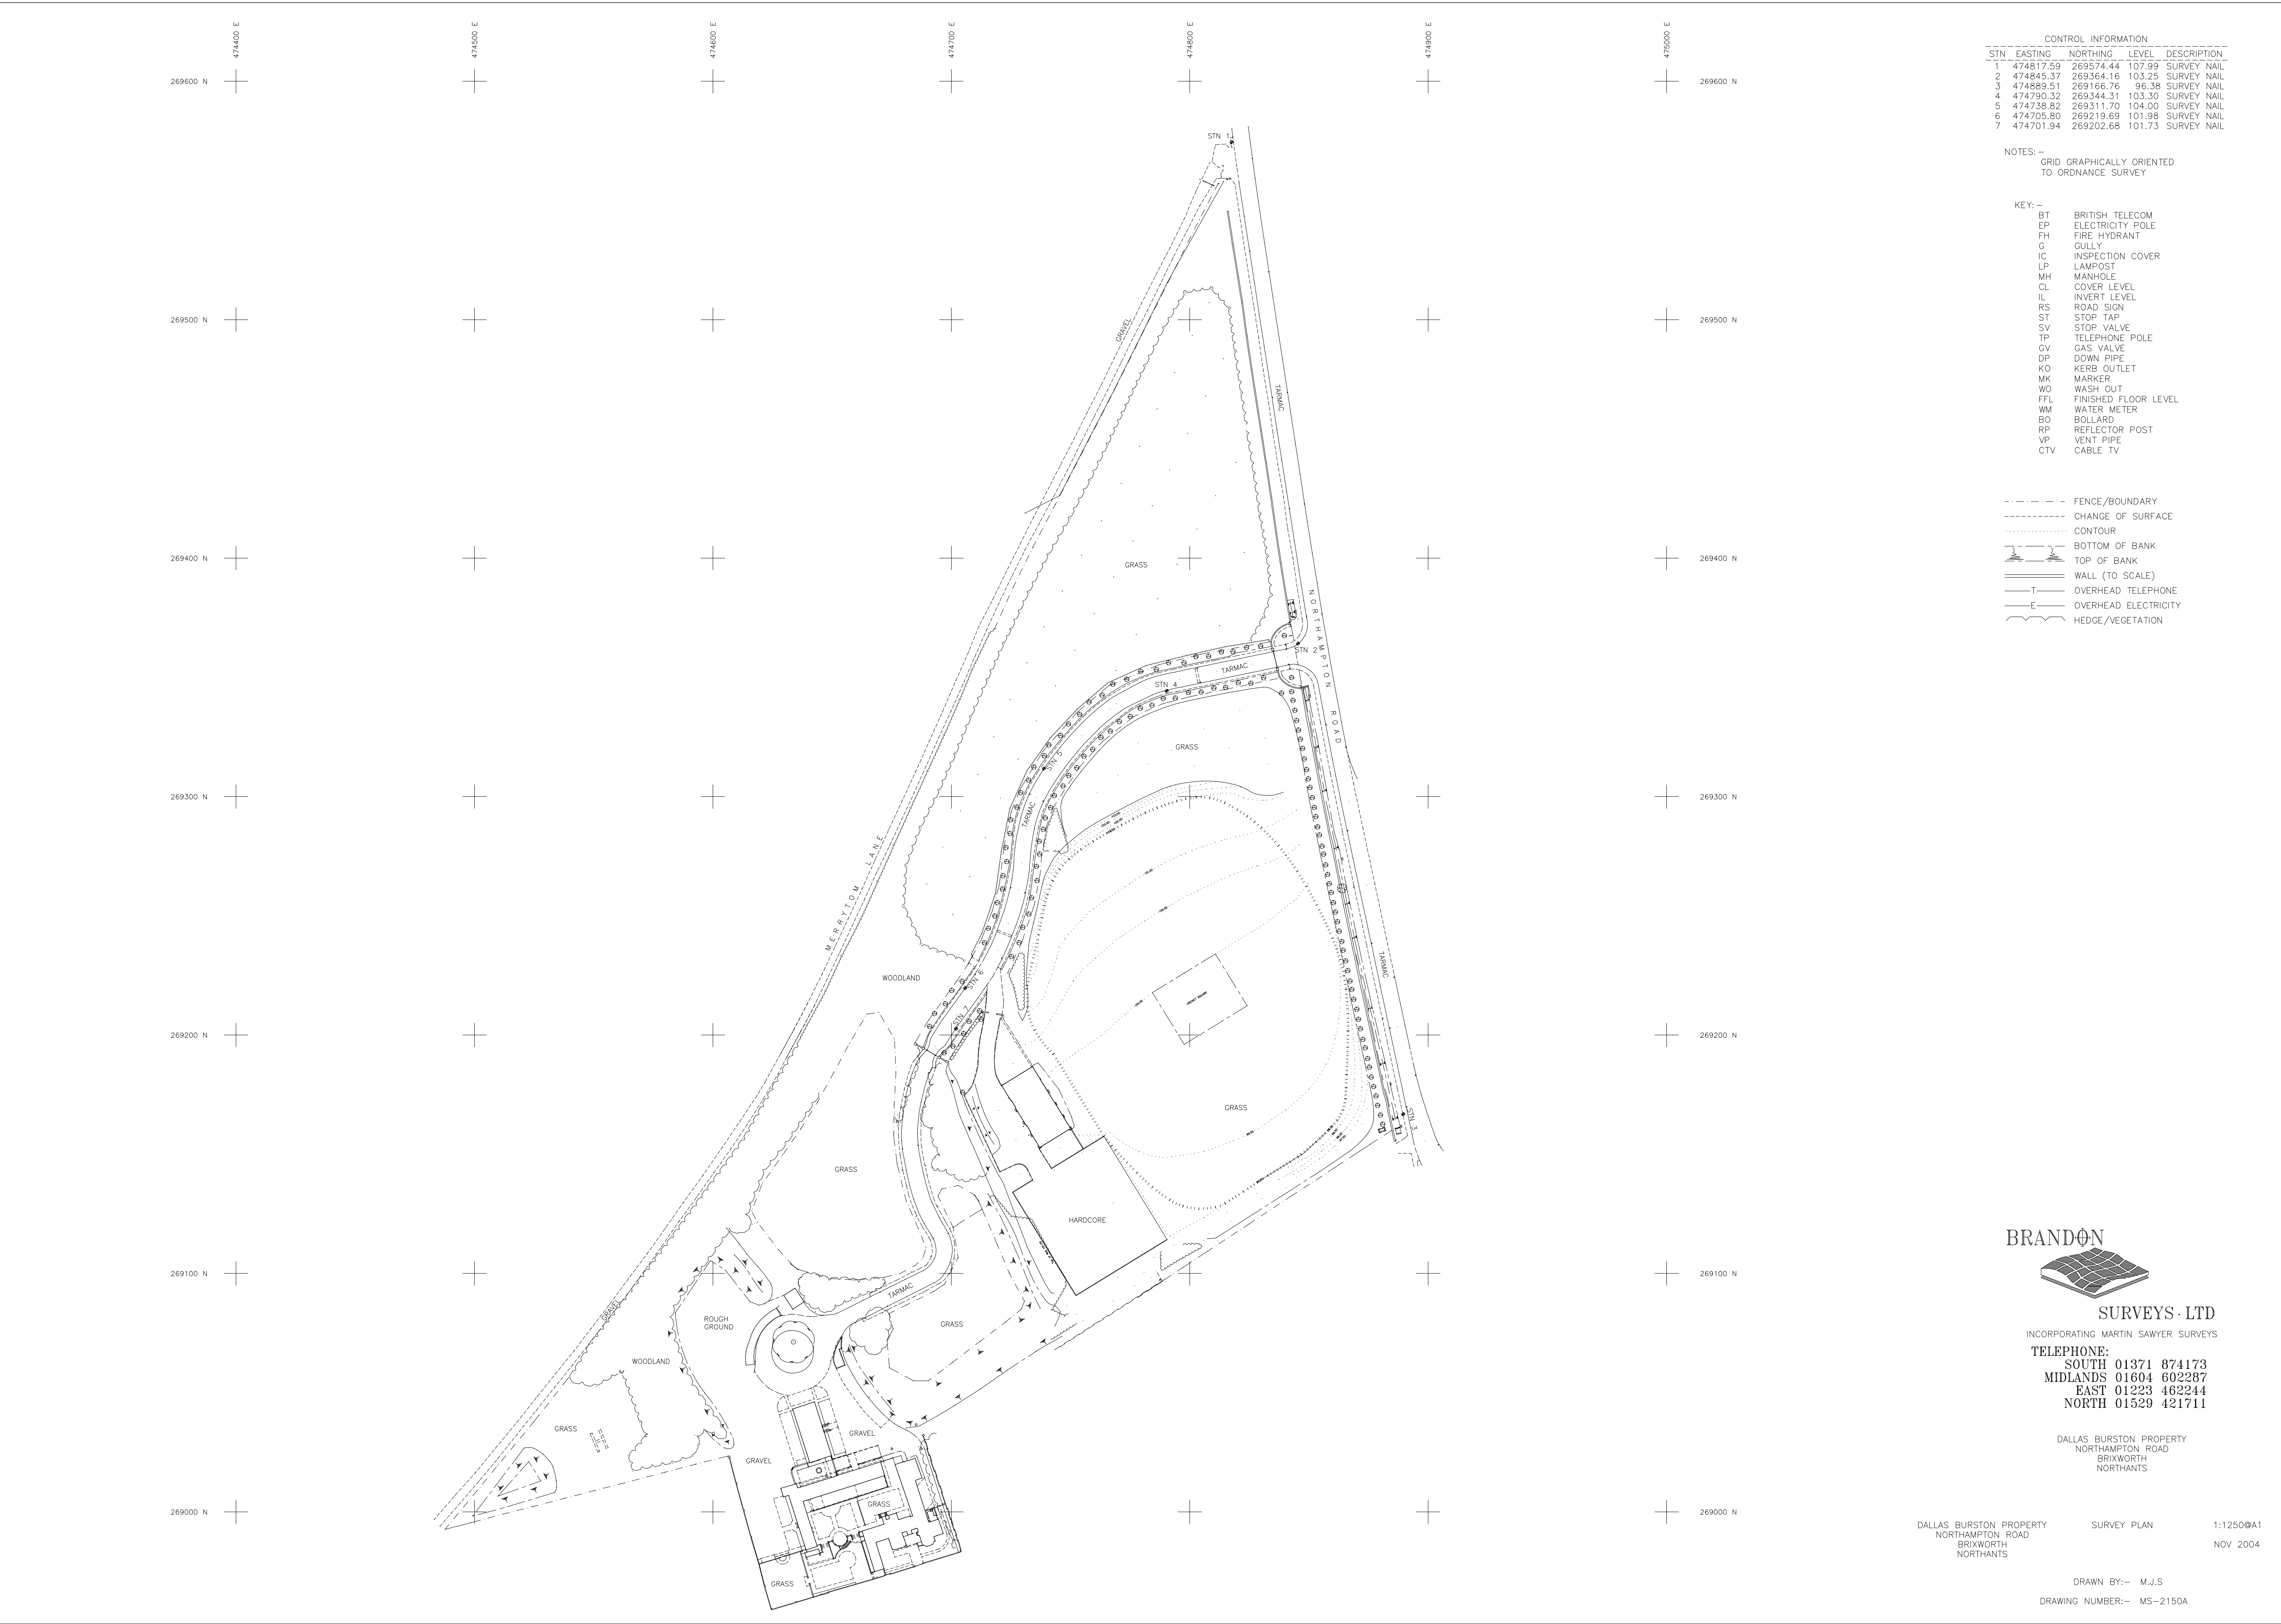 474400 E
474500 E
474600 E
474700 E
474800 E
474900 E
475000 E
269600 N
269600 N
269500 N
269500 N
269400 N
269400 N
269300 N
269300 N
269200 N
269200 N
269100 N
269100 N
269000 N
269000 N
STN 1
GRAVEL
TARMAC
GRASS
NORTHAMPTON ROAD
STN 2
TARMAC
STN 4
GRASS
STN 5
TARMAC
MERRYTOM LANE
WOODLAND
STN 6
STN 7
CRICKET SQUARE
TARMAC
GRASS
STN 3
GRASS
HARDCORE
TARMAC
GRAVEL
ROUGH
GROUND
GRASS
WOODLAND
GRASS
GRAVEL
GRAVEL
GRASS
GRASS
CONTROL INFORMATION
STN EASTING NORTHING LEVEL DESCRIPTION
1 474817.59 269574.44 107.99 SURVEY NAIL
2 474845.37 269364.16 103.25 SURVEY NAIL
3 474889.51 269166.76 96.38 SURVEY NAIL
4 474790.32 269344.31 103.30 SURVEY NAIL
5 474738.82 269311.70 104.00 SURVEY NAIL
6 474705.80 269219.69 101.98 SURVEY NAIL
7 474701.94 269202.68 101.73 SURVEY NAIL
NOTES:-
GRID GRAPHICALLY ORIENTED
TO ORDNANCE SURVEY
KEY:-
BT BRITISH TELECOM
EP ELECTRICITY POLE
FH FIRE HYDRANT
G GULLY
IC INSPECTION COVER
LP LAMPOST
MH MANHOLE
CL COVER LEVEL
IL INVERT LEVEL
RS ROAD SIGN
ST STOP TAP
SV STOP VALVE
TP TELEPHONE POLE
GV GAS VALVE
DP DOWN PIPE
KO KERB OUTLET
MK MARKER
WO WASH OUT
FFL FINISHED FLOOR LEVEL
WM WATER METER
BO BOLLARD
RP REFLECTOR POST
VP VENT PIPE
CTV CABLE TV
FENCE/BOUNDARY
CHANGE OF SURFACE
CONTOUR
BOTTOM OF BANK
TOP OF BANK
WALL (TO SCALE)
T OVERHEAD TELEPHONE
E OVERHEAD ELECTRICITY
HEDGE/VEGETATION
BRANDON
SURVEYS · LTD
INCORPORATING MARTIN SAWYER SURVEYS
TELEPHONE:
SOUTH 01371 874173
MIDLANDS 01604 602287
EAST 01223 462244
NORTH 01529 421711
DALLAS BURSTON PROPERTY
NORTHAMPTON ROAD
BRIXWORTH
NORTHANTS
DALLAS BURSTON PROPERTY
NORTHAMPTON ROAD
BRIXWORTH
NORTHANTS
SURVEY PLAN
1:1250@A1
NOV 2004
DRAWN BY:- M.J.S
DRAWING NUMBER:- MS-2150A